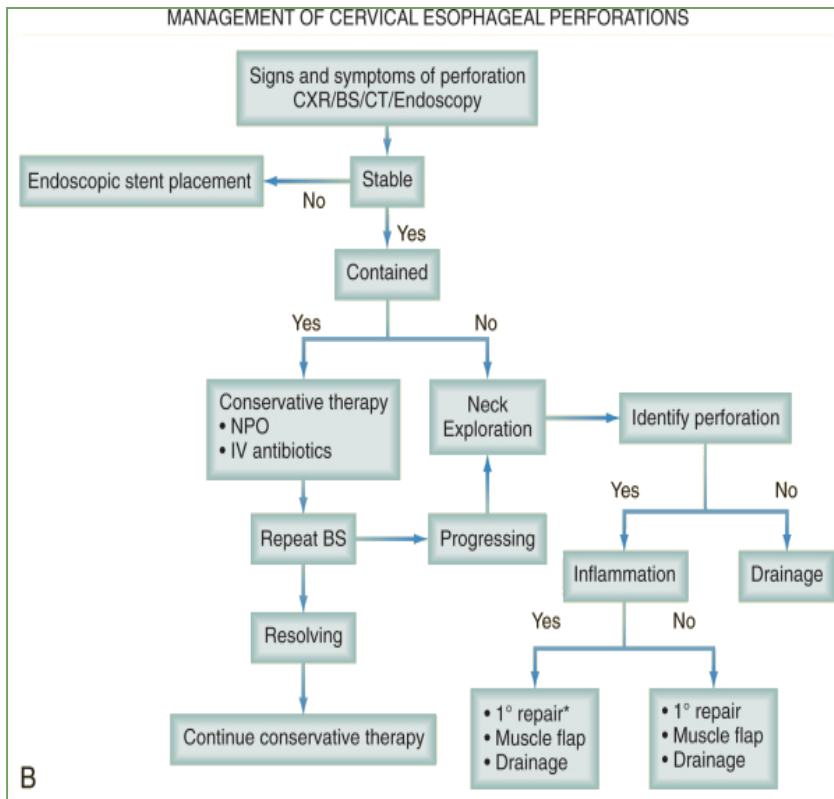 MANAGEMENT OF CERVICAL ESOPHAGEAL PERFORATIONS
Signs and symptoms of perforation
CXR/BS/CT/Endoscopy
Endoscopic stent placement
No
Stable
Yes
Contained
Yes
No
Conservative therapy
• NPO
• IV antibiotics
Neck
Exploration
Identify perforation
Yes
No
Repeat BS
Progressing
Inflammation
Drainage
Resolving
Yes
No
Continue conservative therapy
• 1° repair*
• Muscle flap
• Drainage
• 1° repair
• Muscle flap
• Drainage
B